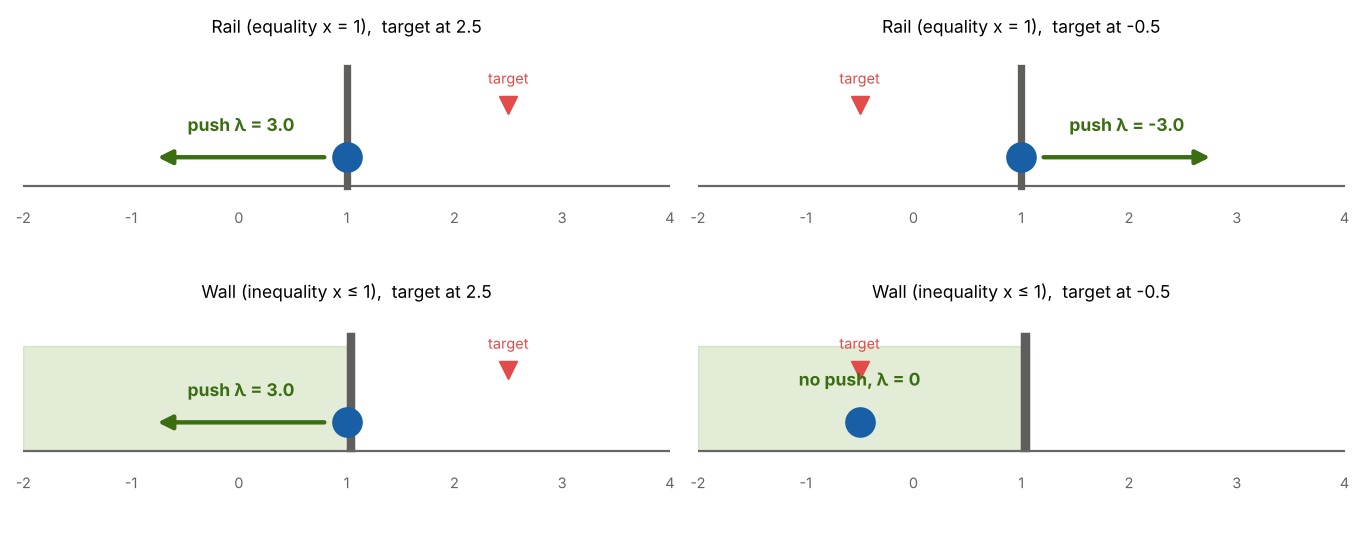 Rail (equality x = 1),  target at 2.5
target
push λ = 3.0
-2 -1 0 1 2 3 4
Rail (equality x = 1),  target at -0.5
target
push λ = -3.0
-2 -1 0 1 2 3 4
Wall (inequality x ≤ 1),  target at 2.5
target
push λ = 3.0
-2 -1 0 1 2 3 4
Wall (inequality x ≤ 1),  target at -0.5
target
no push, λ = 0
-2 -1 0 1 2 3 4